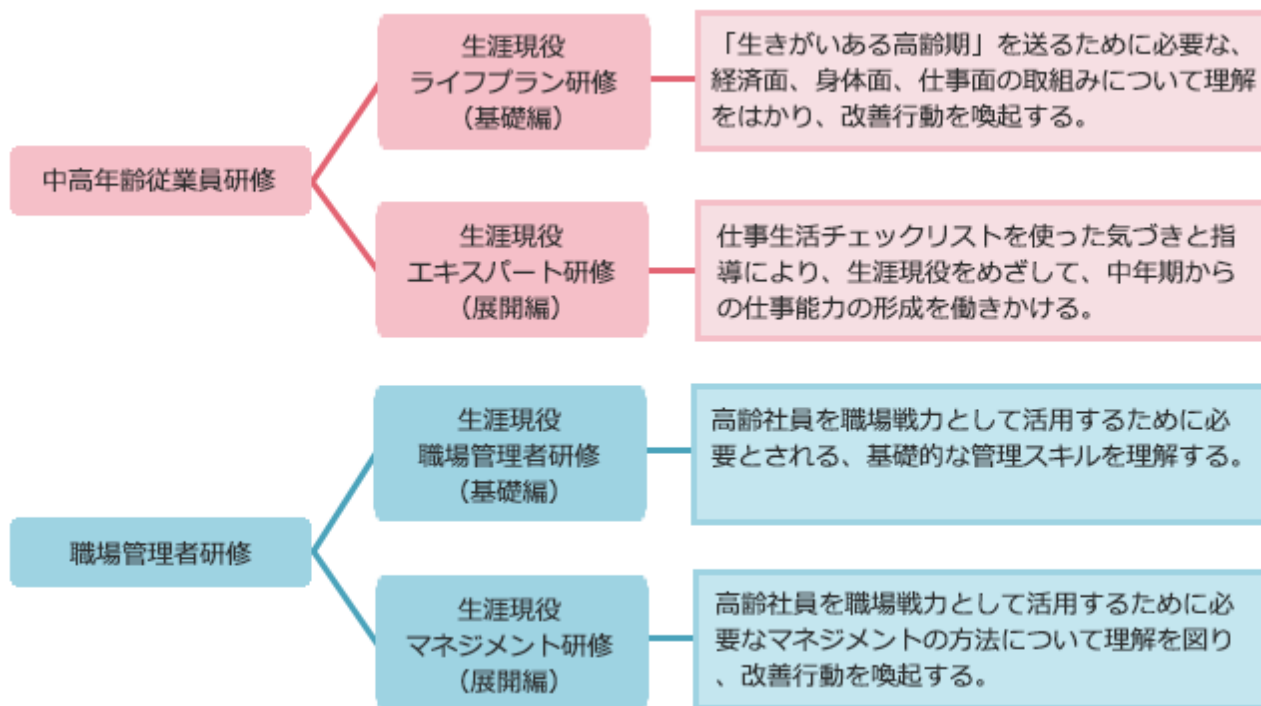 中高年齢従業員研修
生涯現役
ライフプラン研修
（基礎編）
「生きがいある高齢期」を送るために必要な、
経済面、身体面、仕事面の取組みについて理解
をはかり、改善行動を喚起する。
生涯現役
エキスパート研修
（展開編）
仕事生活チェックリストを使った気づきと指
導により、生涯現役をめざして、中年期から
の仕事能力の形成を働きかける。
職場管理者研修
生涯現役
職場管理者研修
（基礎編）
高齢社員を職場戦力として活用するために必
要とされる、基礎的な管理スキルを理解する。
生涯現役
マネジメント研修
（展開編）
高齢社員を職場戦力として活用するために必
要なマネジメントの方法について理解を図り
、改善行動を喚起する。